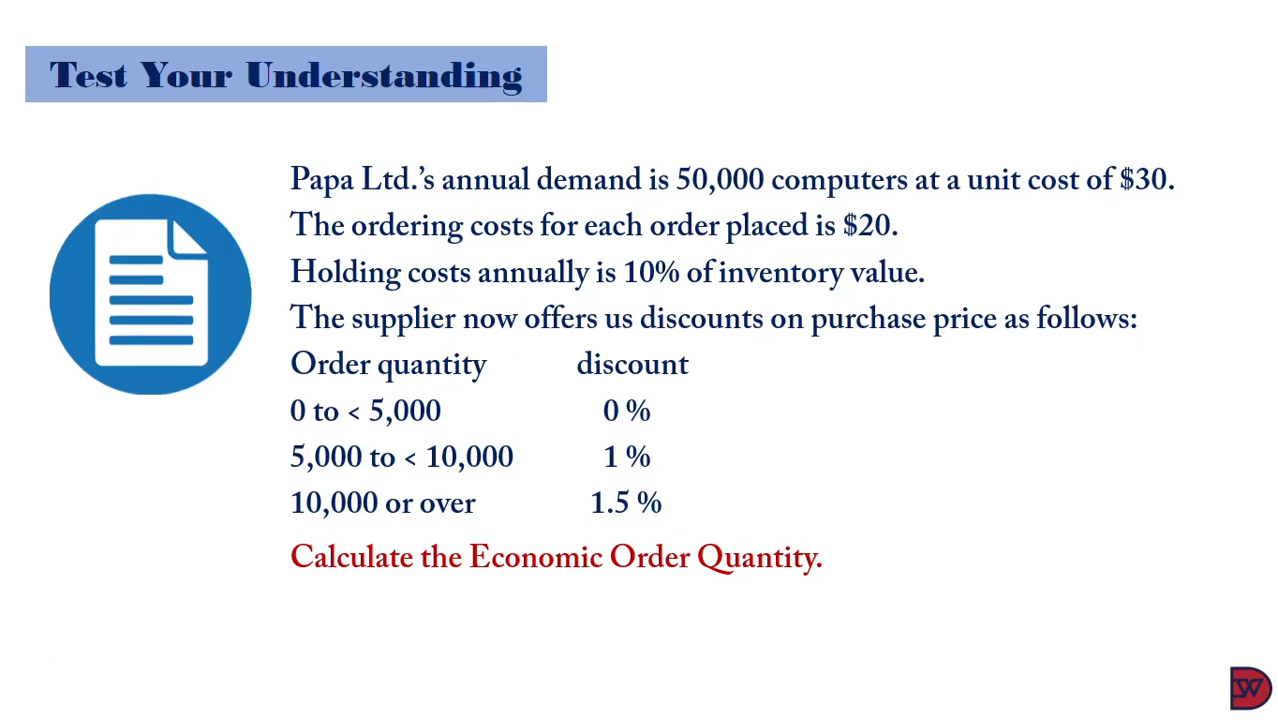 Test Your Understanding
Papa Ltd.’s annual demand is 50,000 computers at a unit cost of $30.
The ordering costs for each order placed is $20.
Holding costs annually is 10% of inventory value.
The supplier now offers us discounts on purchase price as follows:
Order quantity discount
0 to < 5,000 0 %
5,000 to < 10,000 1 %
10,000 or over 1.5 %
Calculate the Economic Order Quantity.
DW